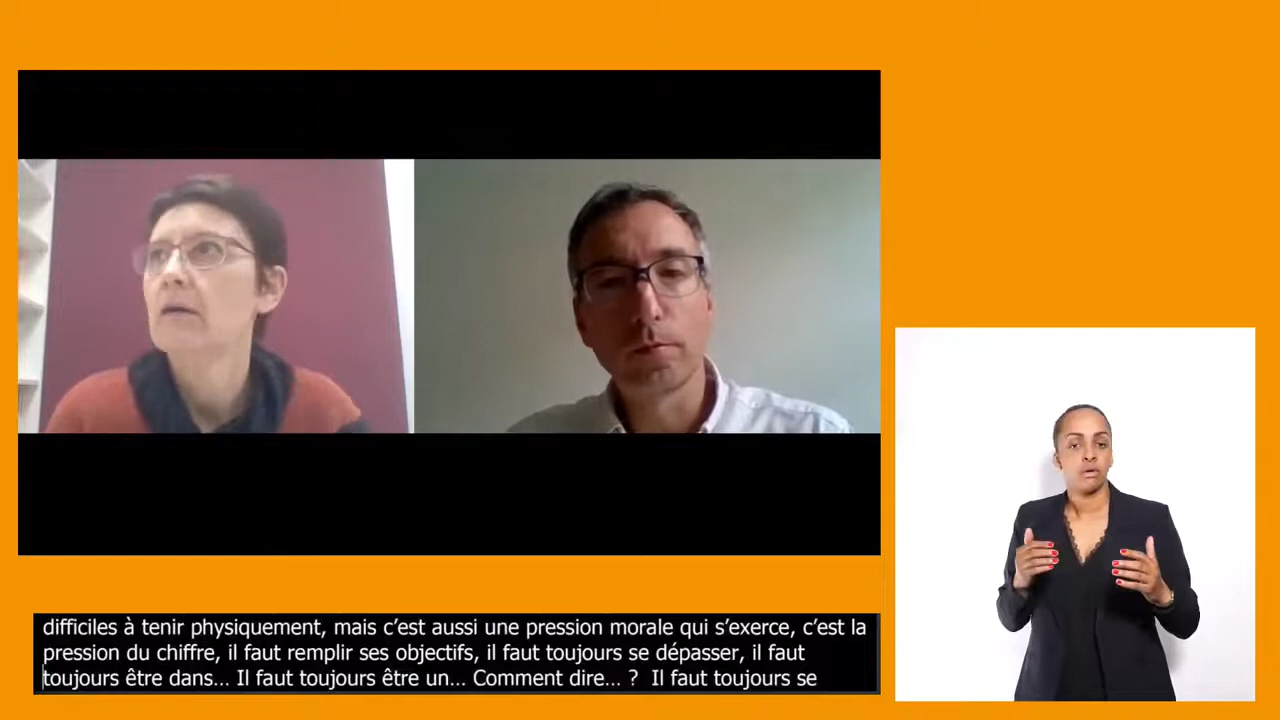 difficiles à tenir physiquement, mais c’est aussi une pression morale qui s’exerce, c’est la
pression du chiffre, il faut remplir ses objectifs, il faut toujours se dépasser, il faut
toujours être dans… Il faut toujours être un… Comment dire… ?  Il faut toujours se